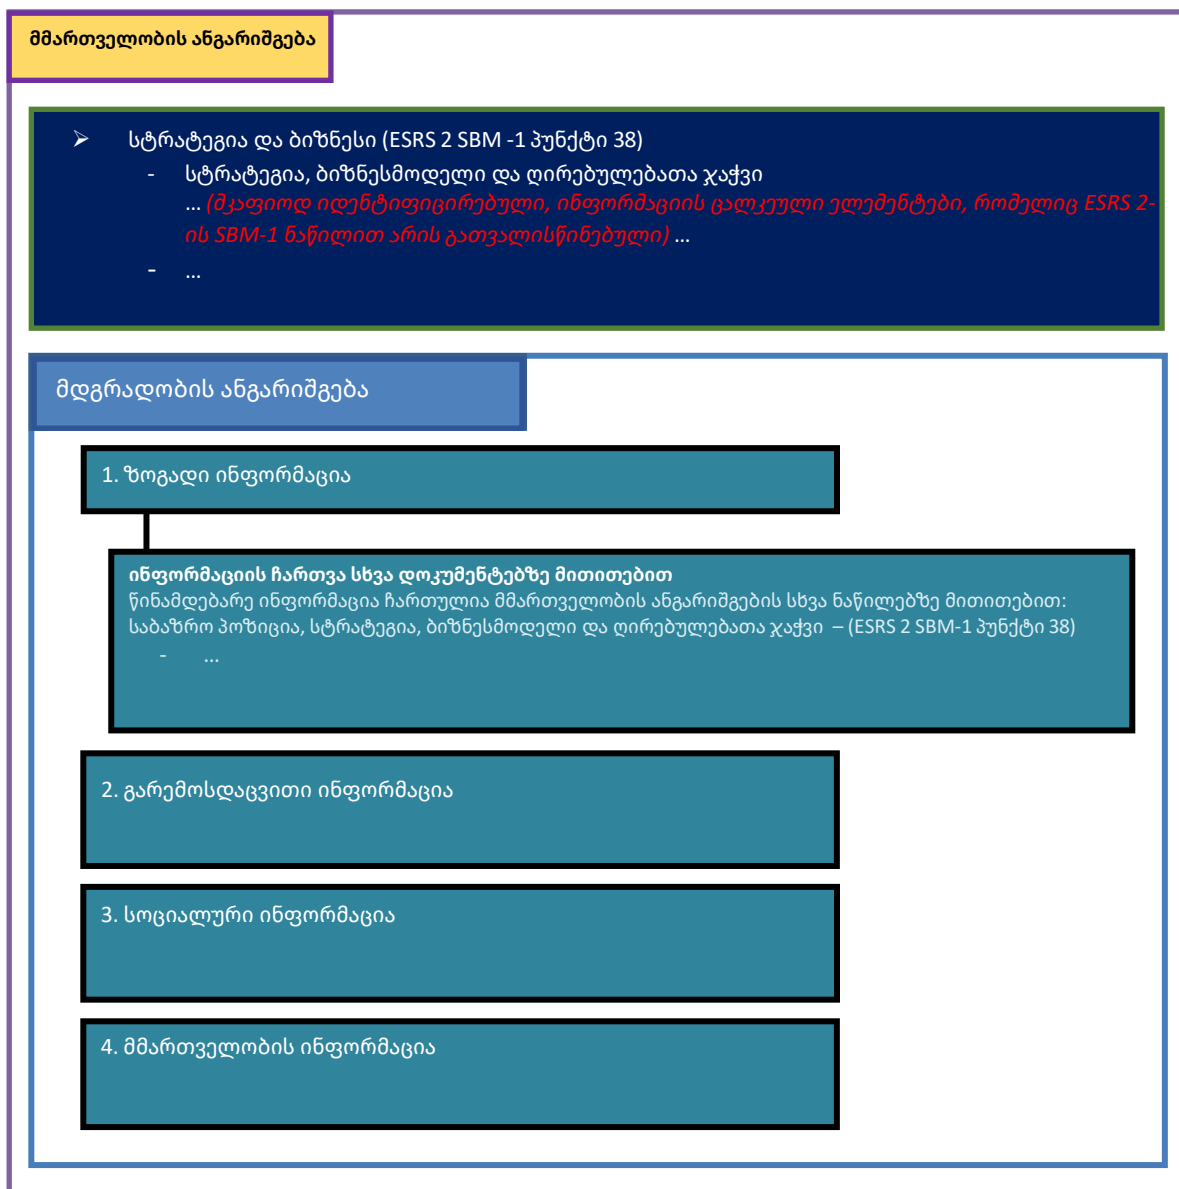 მმართველობის ანგარიშგება
➢ სტრატეგია და ბიზნესი (ESRS 2 SBM -1 პუნქტი 38)
- სტრატეგია, ბიზნესმოდელი და ღირებულებათა ჯაჭვი
... (მკაფიოდ იდენტიფიცირებული, ინფორმაციის ცალკეული ელემენტები, რომელიც ESRS 2-
ის SBM-1 ნაწილით არის გათვალისწინებული) ...
- ...
მდგრადობის ანგარიშგება
1. ზოგადი ინფორმაცია
ინფორმაციის ჩართვა სხვა დოკუმენტებზე მითითებით
წინამდებარე ინფორმაცია ჩართულია მმართველობის ანგარიშგების სხვა ნაწილებზე მითითებით:
საბაზრო პოზიცია, სტრატეგია, ბიზნესმოდელი და ღირებულებათა ჯაჭვი – (ESRS 2 SBM-1 პუნქტი 38)
- ...
2. გარემოსდაცვითი ინფორმაცია
3. სოციალური ინფორმაცია
4. მმართველობის ინფორმაცია